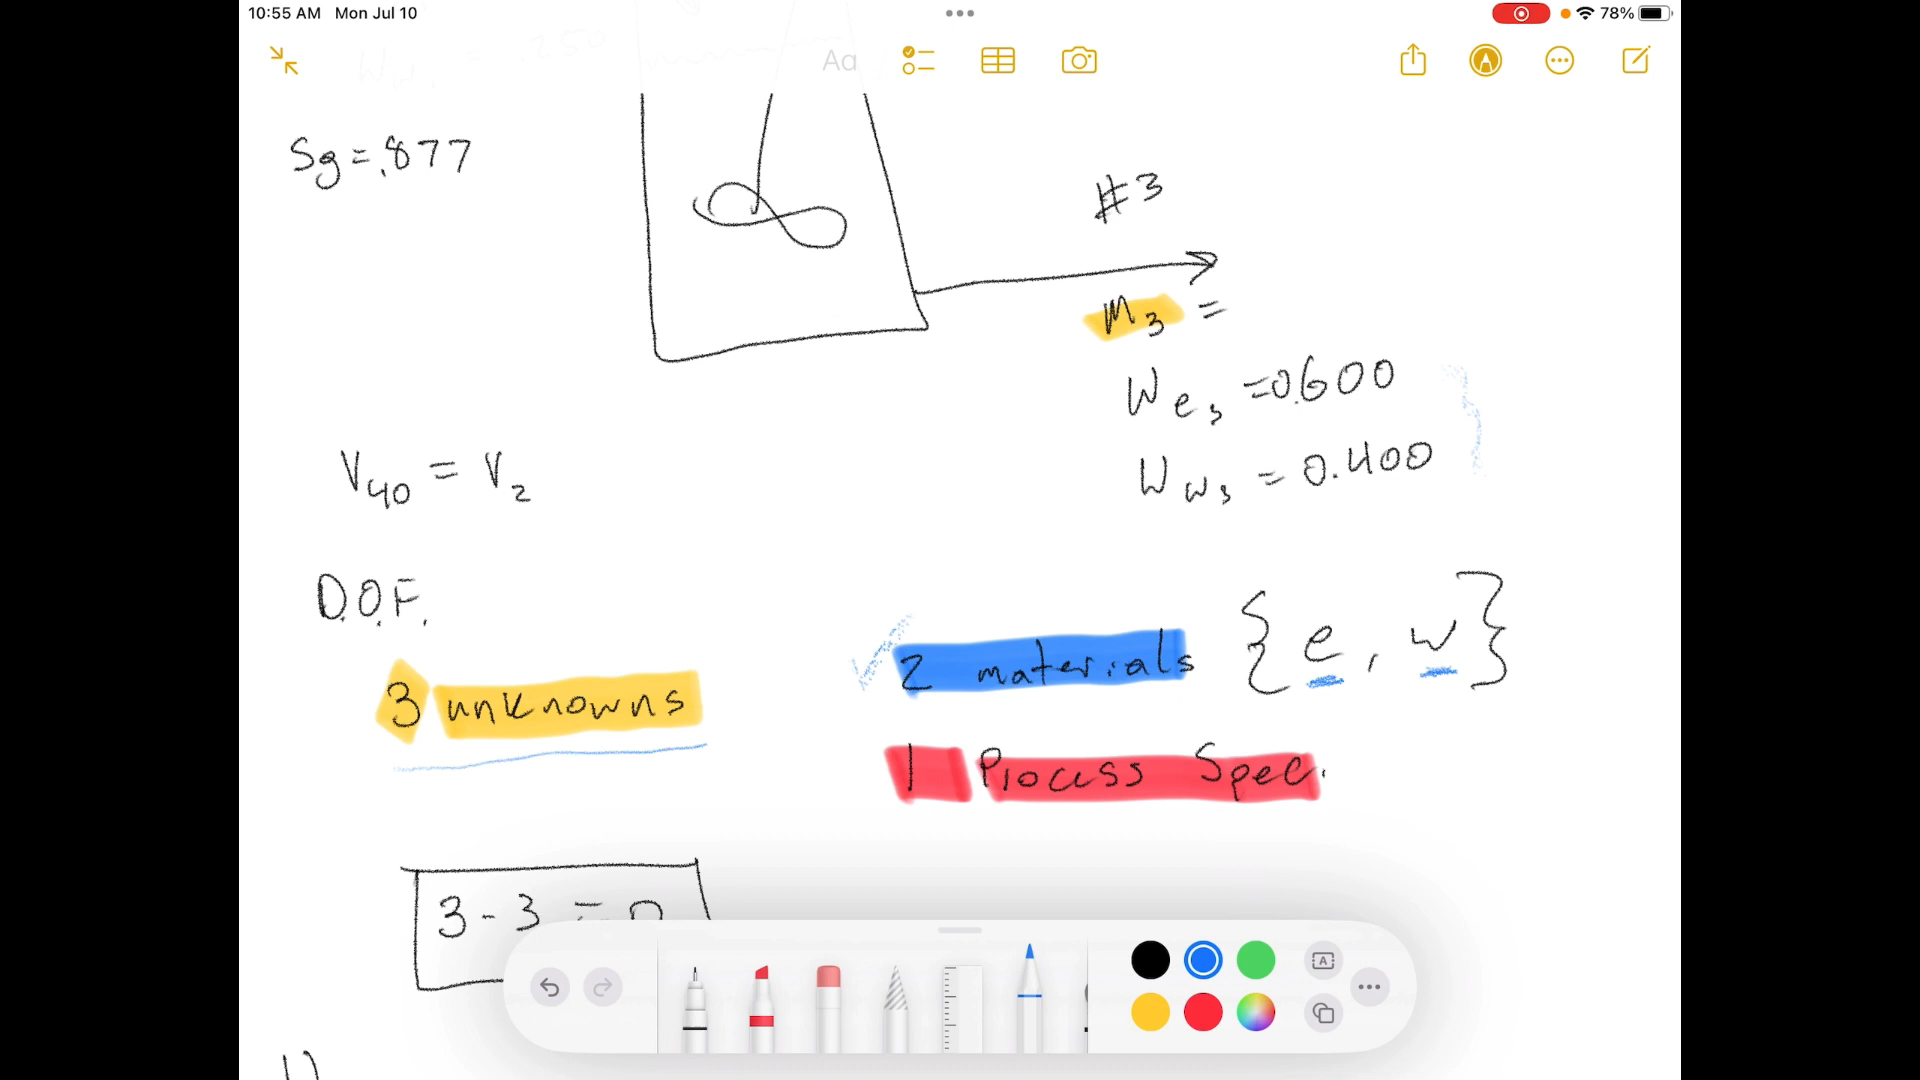 10:55 AM Mon Jul 10
78%
Aa
Sg = .877
#3
m3 =
We3 = 0.600
Ww3 = 0.400
V40 = V2
D.O.F.
3 unknowns
2 materials {e, w}
1 Process Spec.
3 - 3 = 0
A